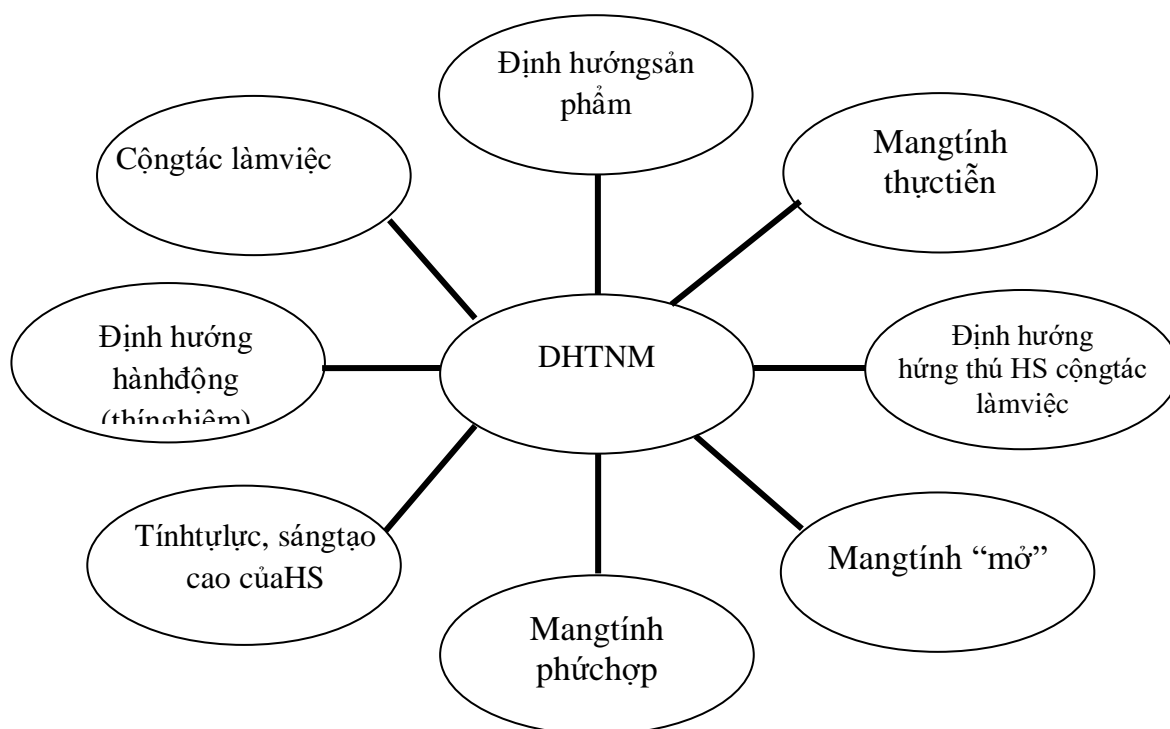 Định hướngsản
phẩm
Cộngtác làmviệc
Mangtính
thựctiễn
Định hướng
hànhđộng
(thínghiệm)
DHTNM
Định hướng
hứng thú HS cộngtác
làmviệc
Tínhtựlực, sángtạo
cao củaHS
Mangtính
phứchợp
Mangtính “mở”